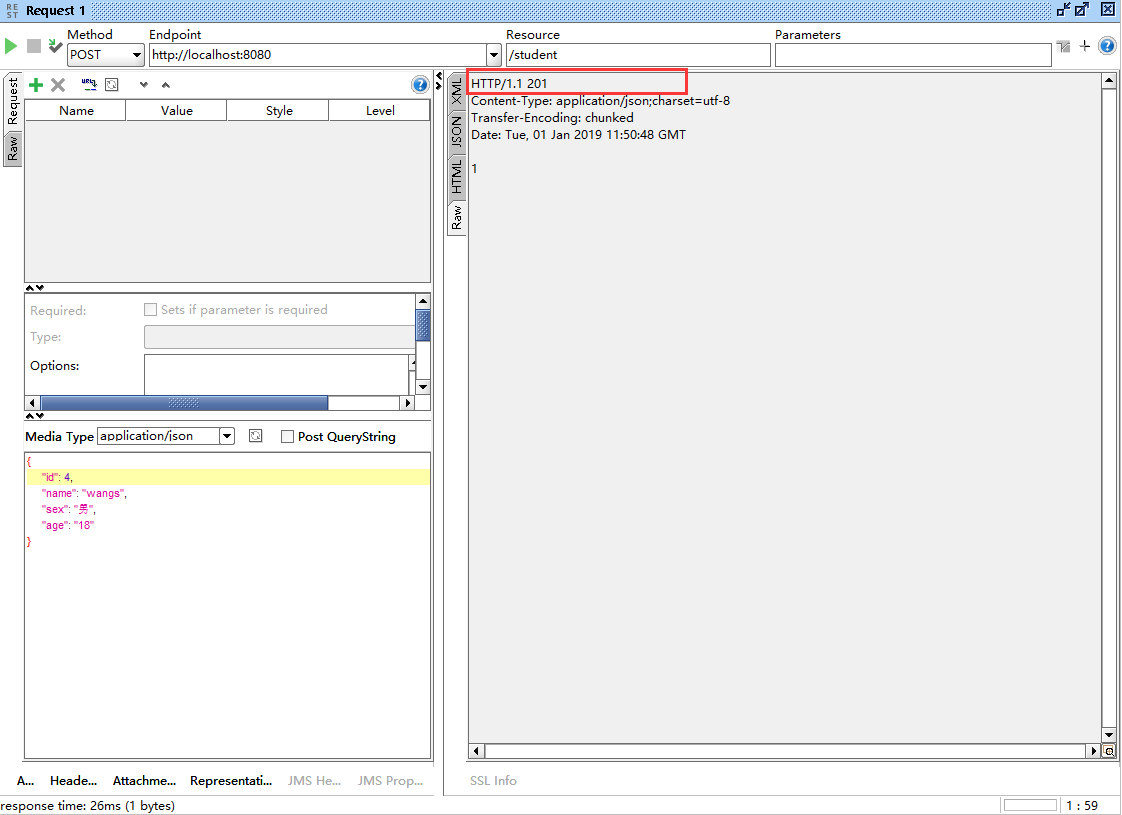 RE
ST
Request 1
Method
Endpoint
Resource
Parameters
POST
http://localhost:8080
/student
Request
Raw
URL
Name
Value
Style
Level
Required:
Sets if parameter is required
Type:
Options:
Media Type
application/json
Post QueryString
{
"id": 4,
"name": "wangs",
"sex": "男",
"age": "18"
}
XML
JSON
HTML
Raw
HTTP/1.1 201
Content-Type: application/json;charset=utf-8
Transfer-Encoding: chunked
Date: Tue, 01 Jan 2019 11:50:48 GMT
1
A...
Heade...
Attachme...
Representati...
JMS He...
JMS Prop...
SSL Info
response time: 26ms (1 bytes)
1 : 59